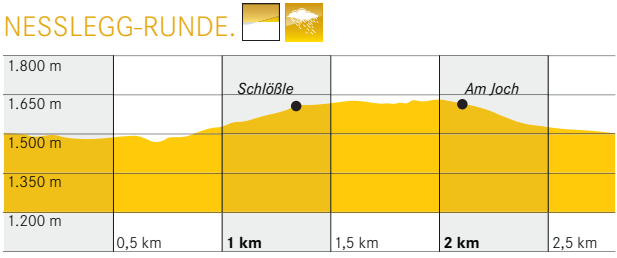 NESSLEGG-RUNDE.
1.800 m
Schlößle
Am Joch
1.650 m
1.500 m
1.350 m
1.200 m
0,5 km
1 km
1,5 km
2 km
2,5 km